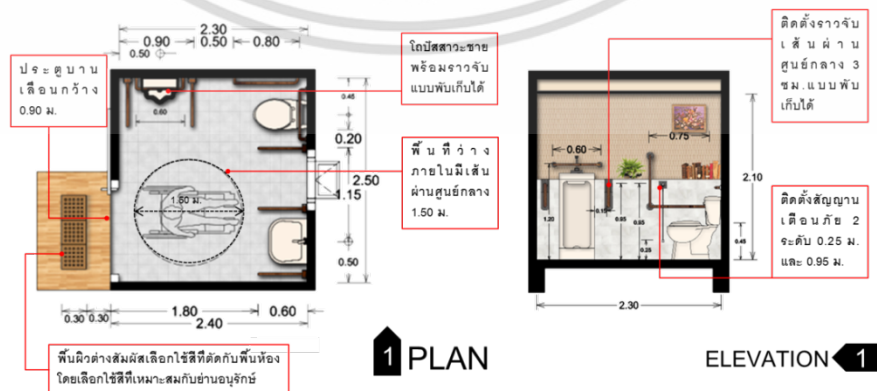 2.30
0.90 0.50 0.80
0.50
ประตูบาน
เลื่อนกว้าง
0.90 ม.
โถปัสสาวะชาย
พร้อมราวจับ
แบบพับเก็บได้
ติดตั้งราวจับ
เส้นผ่าน
ศูนย์กลาง 3
ซม.แบบพับ
เก็บได้
0.60
0.45
0.20
2.50
1.15
0.50
พื้นที่ว่าง
ภายในมีเส้น
ผ่านศูนย์กลาง
1.50 ม.
1.50 ม.
0.60
0.75
2.10
1.20
0.15
0.25
0.45
ติดตั้งสัญญาน
เตือนภัย 2
ระดับ 0.25 ม.
และ 0.95 ม.
0.30 0.30
1.80 0.60
2.40
2.30
พื้นผิวต่างสัมผัสเลือกใช้สีที่ตัดกับพื้นห้อง
โดยเลือกใช้สีที่เหมาะสมกับย่านอนุรักษ์
1 PLAN
ELEVATION 1